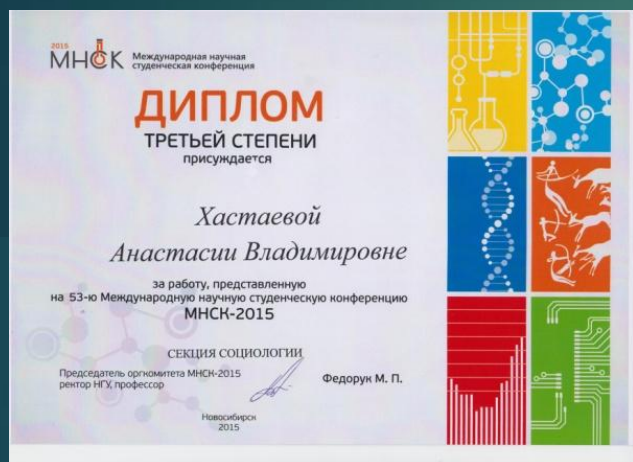 2015
МНСК
Международная научная
студенческая конференция
ДИПЛОМ
ТРЕТЬЕЙ СТЕПЕНИ
присуждается
Хастаевой
Анастасии Владимировне
за работу, представленную
на 53-ю Международную научную студенческую конференцию
МНСК-2015
СЕКЦИЯ СОЦИОЛОГИИ
Председатель оргкомитета МНСК-2015
ректор НГУ, профессор
Федорук М. П.
Новосибирск
2015